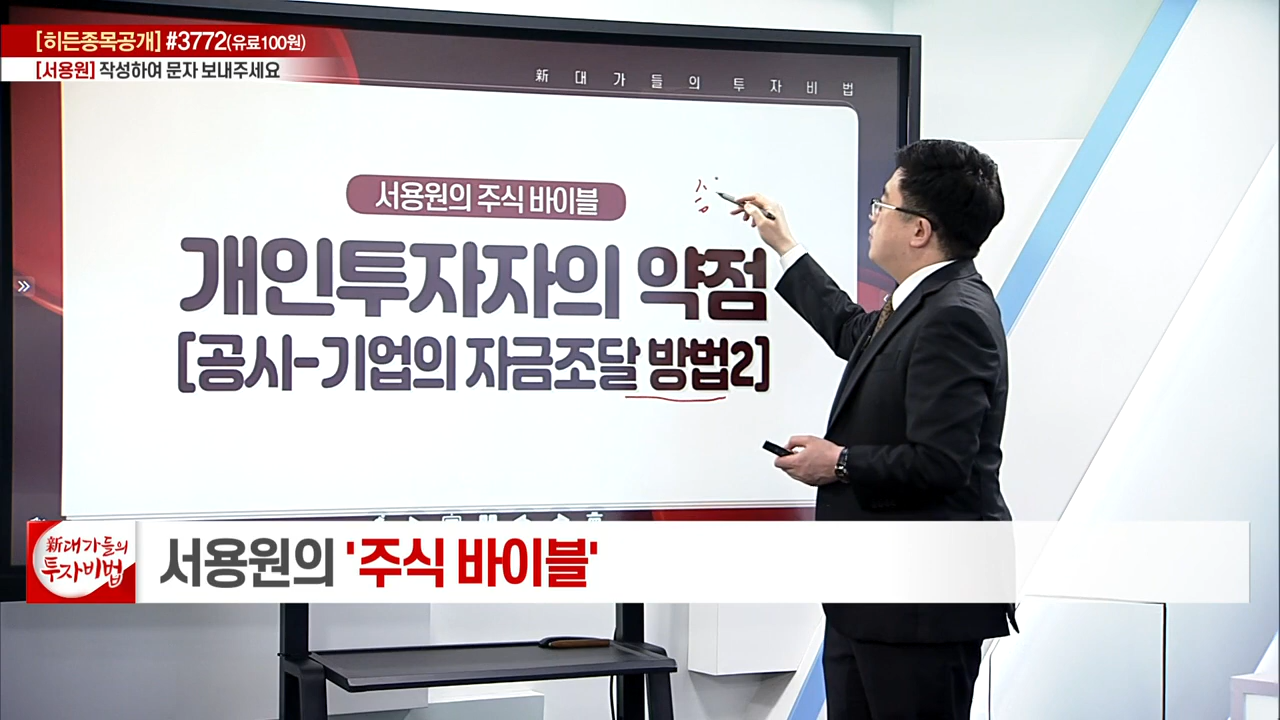 [히든종목공개] #3772(유료100원)
[서용원] 작성하여 문자 보내주세요
新 대 가 들 의 투 자 비 법
서용원의 주식 바이블
개인투자자의 약점
[공시-기업의 자금조달 방법2]
»
新대가들의
투자비법
서용원의 '주식 바이블'